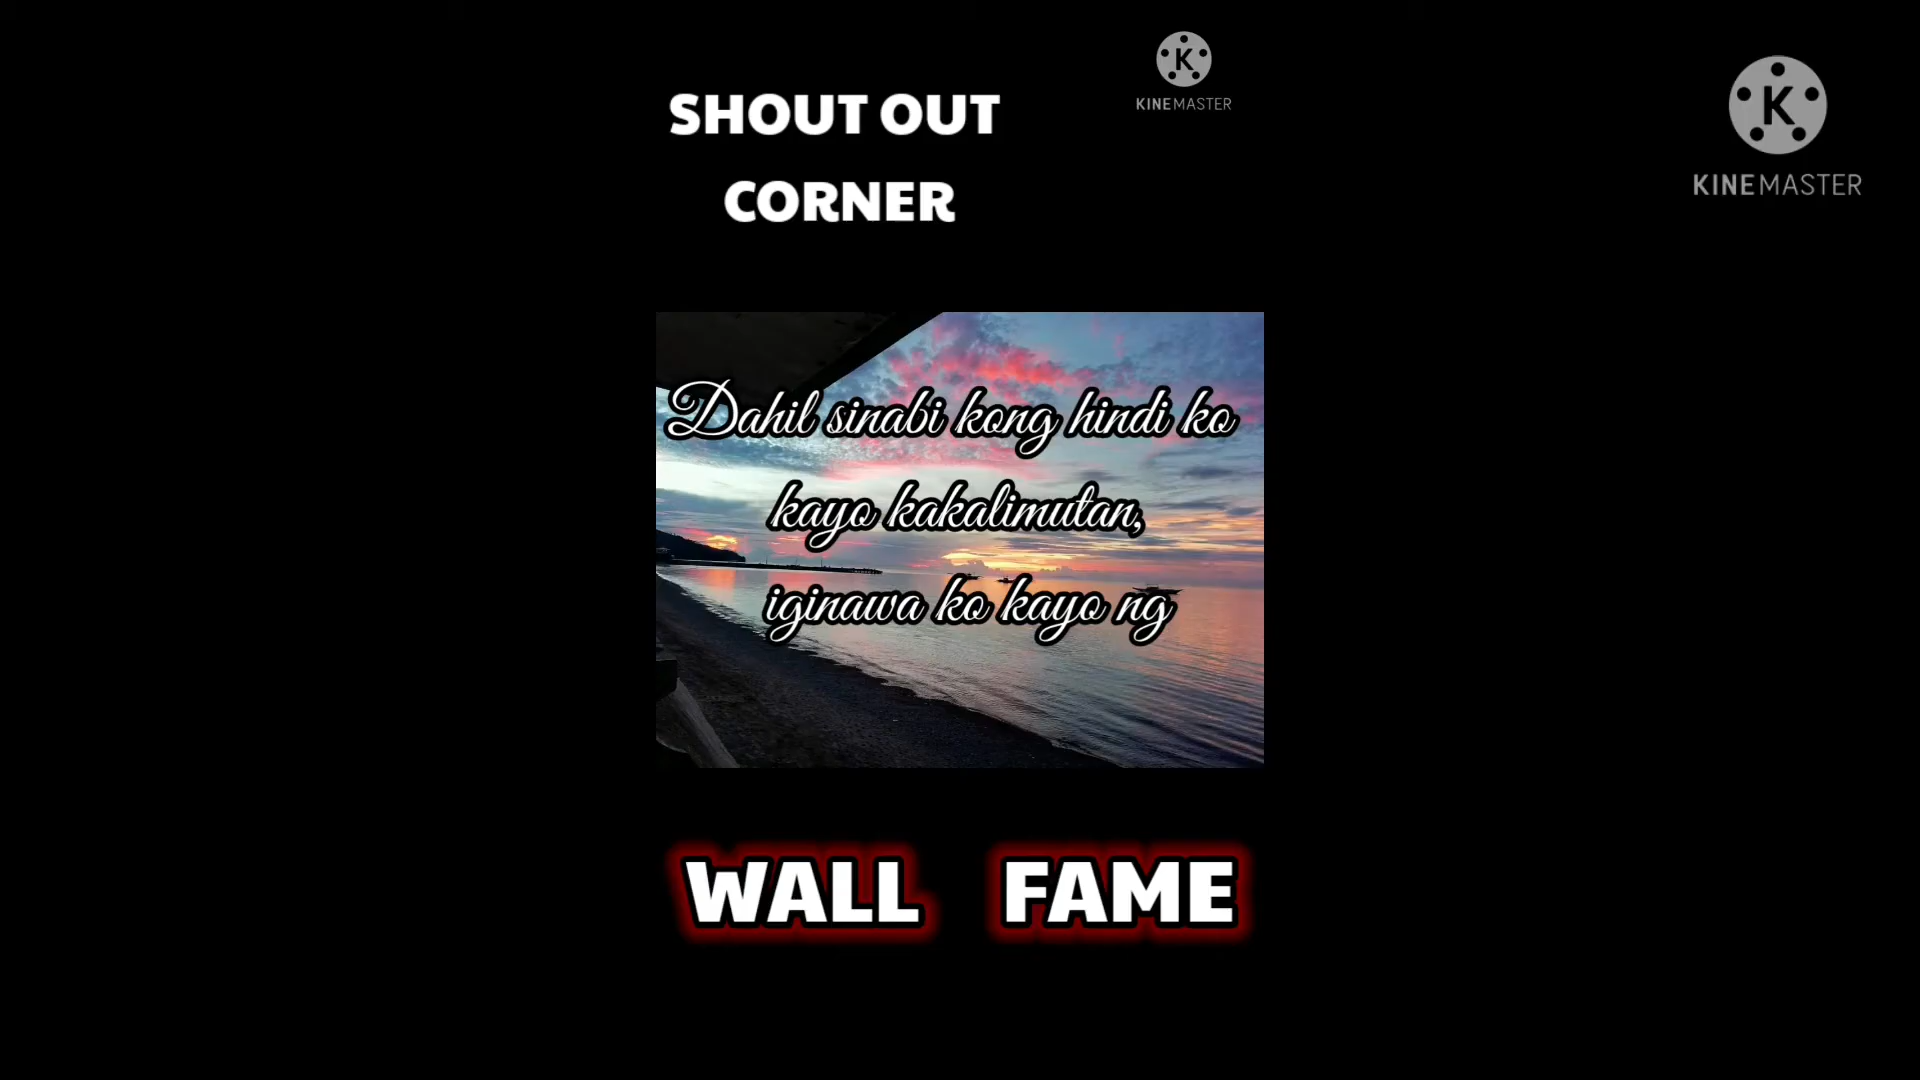 SHOUT OUT
CORNER
K
KINEMASTER
K
KINEMASTER
Dahil sinabi kong hindi ko
kayo kakalimutan,
iginawa ko kayo ng
WALL FAME